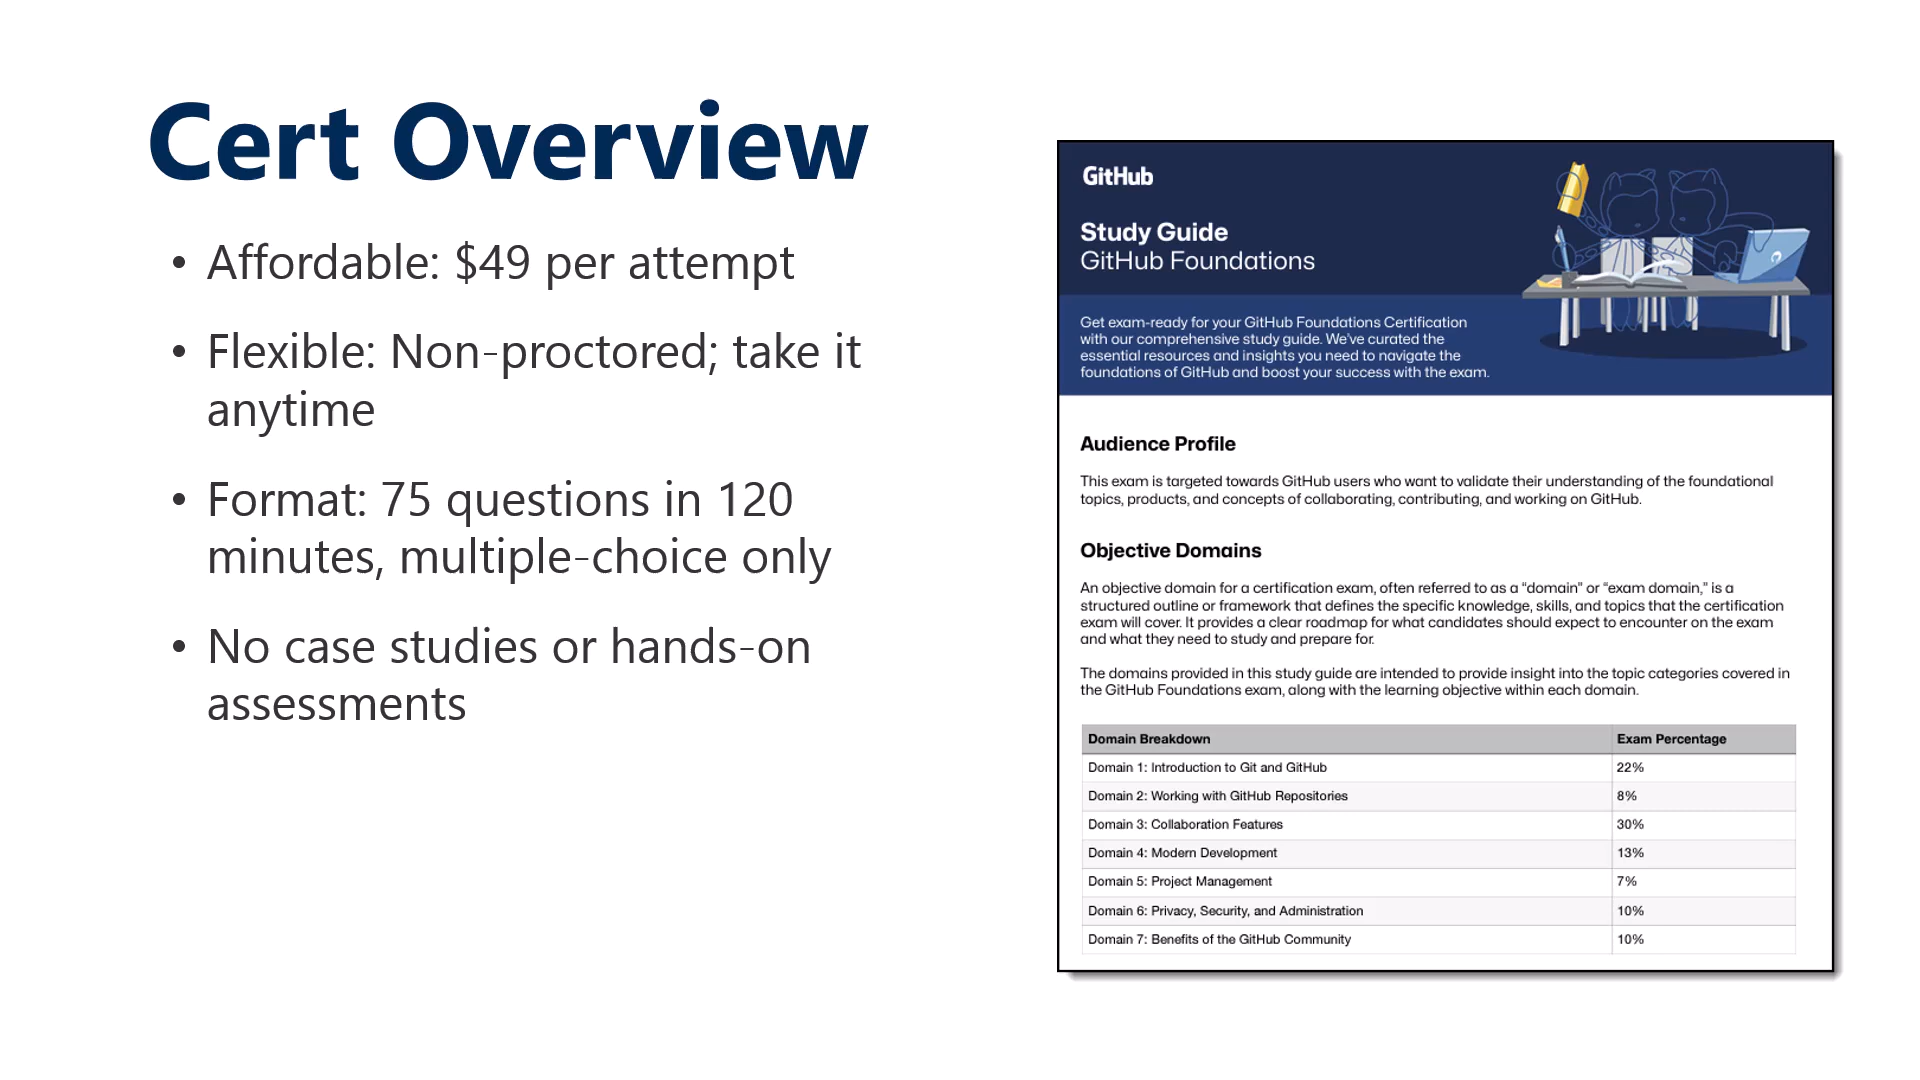 Cert Overview
• Affordable: $49 per attempt
• Flexible: Non-proctored; take it
anytime
• Format: 75 questions in 120
minutes, multiple-choice only
• No case studies or hands-on
assessments
GitHub
Study Guide
GitHub Foundations
Get exam-ready for your GitHub Foundations Certification
with our comprehensive study guide. We've curated the
essential resources and insights you need to navigate the
foundations of GitHub and boost your success with the exam.
Audience Profile
This exam is targeted towards GitHub users who want to validate their understanding of the foundational
topics, products, and concepts of collaborating, contributing, and working on GitHub.
Objective Domains
An objective domain for a certification exam, often referred to as a “domain” or “exam domain,” is a
structured outline or framework that defines the specific knowledge, skills, and topics that the certification
exam will cover. It provides a clear roadmap for what candidates should expect to encounter on the exam
and what they need to study and prepare for.
The domains provided in this study guide are intended to provide insight into the topic categories covered in
the GitHub Foundations exam, along with the learning objective within each domain.
Domain Breakdown Exam Percentage
Domain 1: Introduction to Git and GitHub 22%
Domain 2: Working with GitHub Repositories 8%
Domain 3: Collaboration Features 30%
Domain 4: Modern Development 13%
Domain 5: Project Management 7%
Domain 6: Privacy, Security, and Administration 10%
Domain 7: Benefits of the GitHub Community 10%